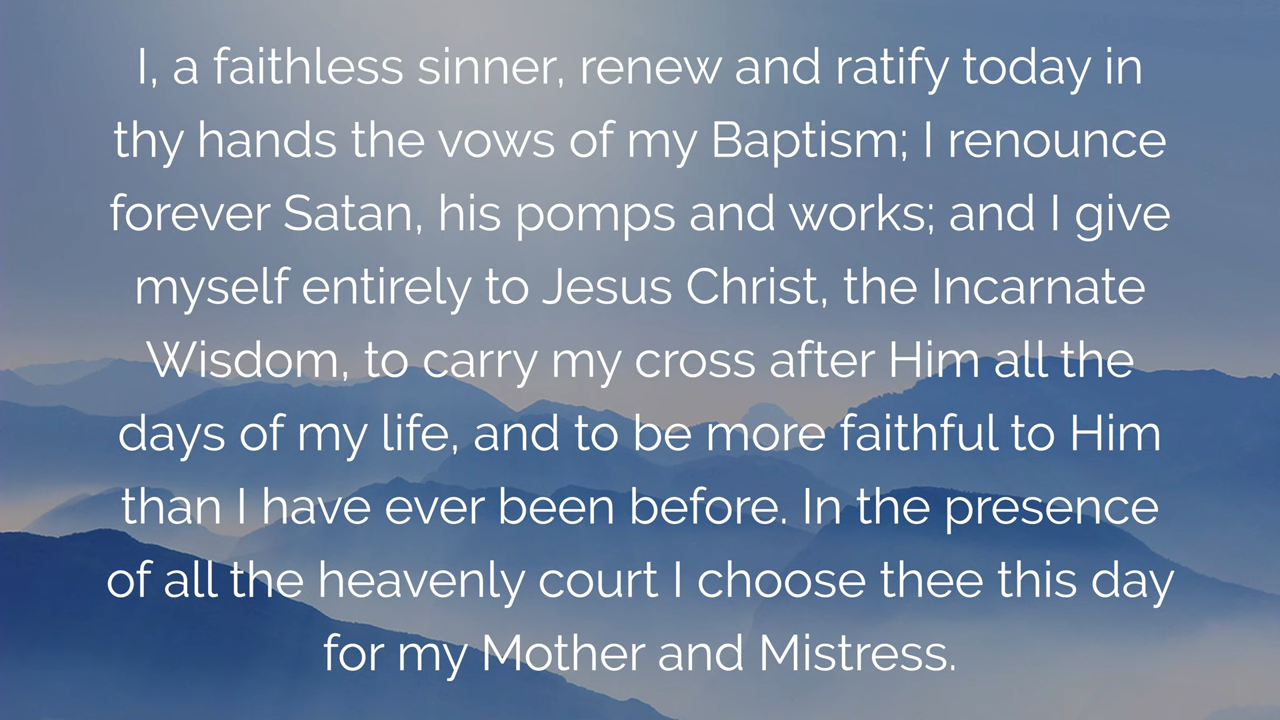 I, a faithless sinner, renew and ratify today in
thy hands the vows of my Baptism; I renounce
forever Satan, his pomps and works; and I give
myself entirely to Jesus Christ, the Incarnate
Wisdom, to carry my cross after Him all the
days of my life, and to be more faithful to Him
than I have ever been before. In the presence
of all the heavenly court I choose thee this day
for my Mother and Mistress.